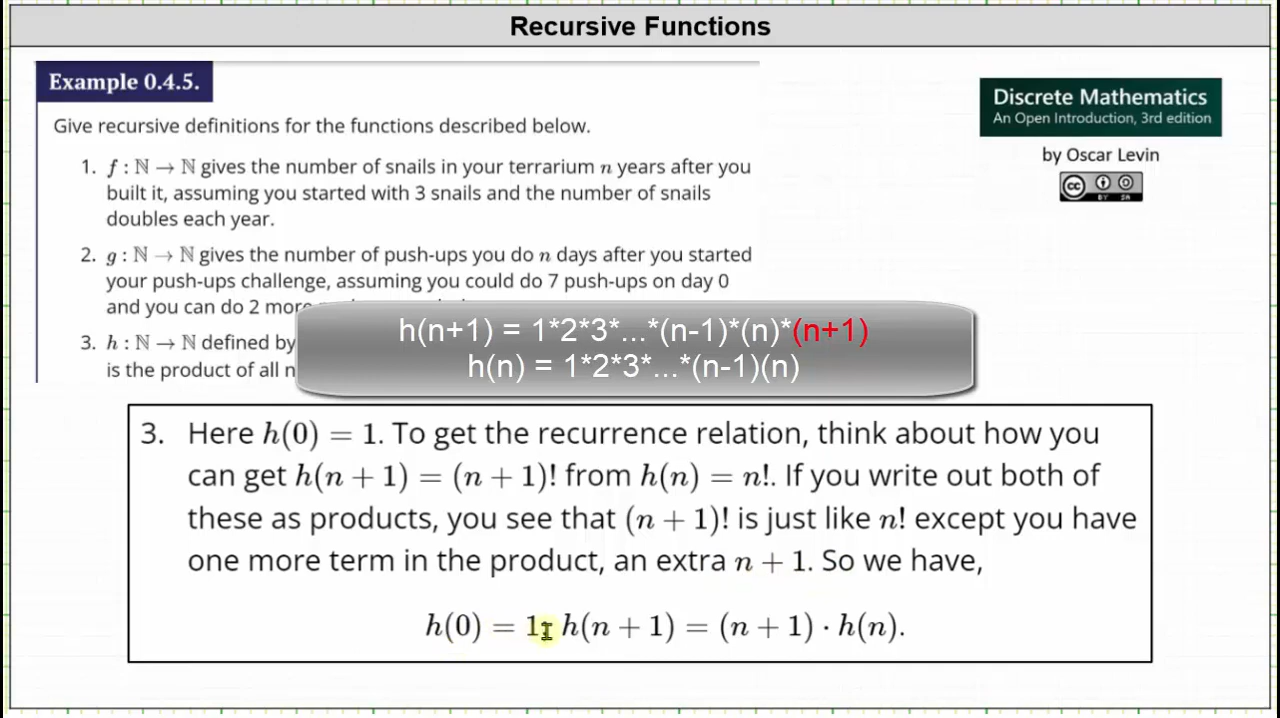 Recursive Functions
Example 0.4.5.
Give recursive definitions for the functions described below.
1. f : ℕ → ℕ gives the number of snails in your terrarium n years after you
built it, assuming you started with 3 snails and the number of snails
doubles each year.
2. g : ℕ → ℕ gives the number of push-ups you do n days after you started
your push-ups challenge, assuming you could do 7 push-ups on day 0
and you can do 2 more
3. h : ℕ → ℕ defined by
is the product of all n
Discrete Mathematics
An Open Introduction, 3rd edition
by Oscar Levin
cc
BY SA
h(n+1) = 1*2*3*...*(n-1)*(n)*(n+1)
h(n) = 1*2*3*...*(n-1)(n)
3. Here h(0) = 1. To get the recurrence relation, think about how you
can get h(n + 1) = (n + 1)! from h(n) = n!. If you write out both of
these as products, you see that (n + 1)! is just like n! except you have
one more term in the product, an extra n + 1. So we have,
h(0) = 1; h(n + 1) = (n + 1) · h(n).